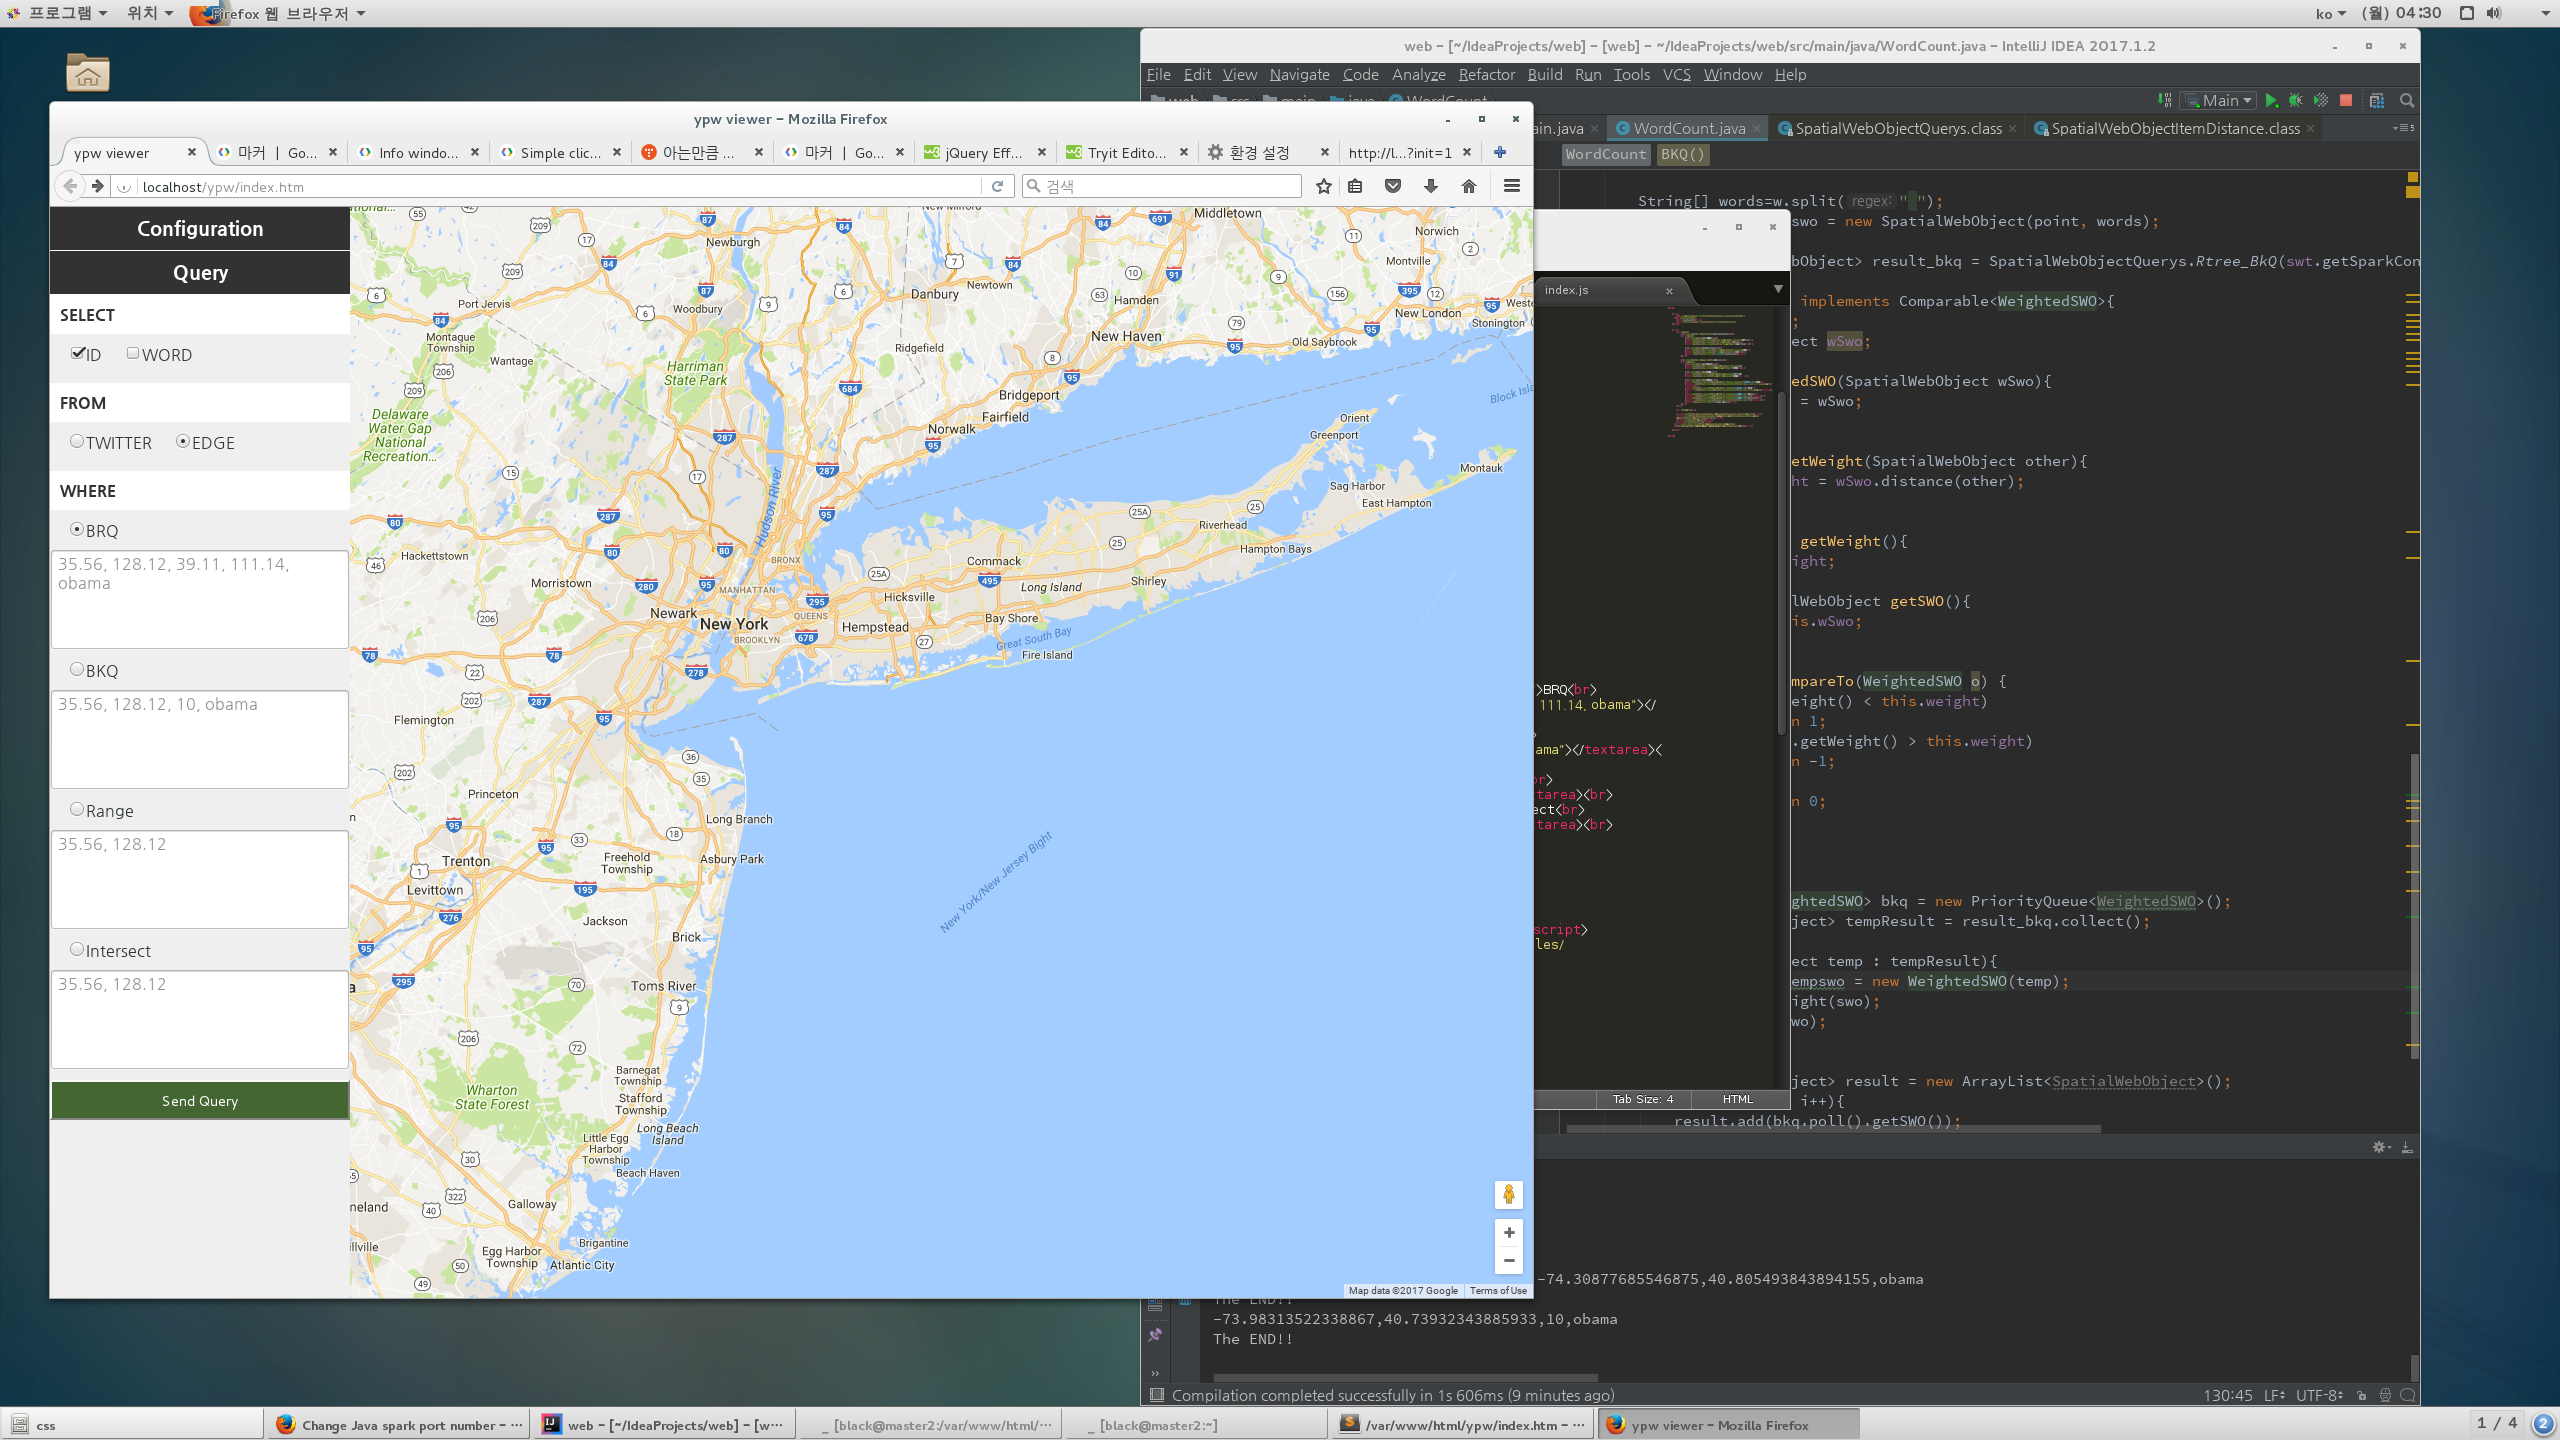 프로그램 위치 Firefox 웹 브라우저 ko (월) 04:30
web – [~/IdeaProjects/web] – [web] – ~/IdeaProjects/web/src/main/java/WordCount.java – IntelliJ IDEA 2017.1.2
File Edit View Navigate Code Analyze Refactor Build Run Tools VCS Window Help
Main
WordCount.java SpatialWebObjectQuerys.class SpatialWebObjectItemDistance.class
WordCount BKQ()
String[] words=w.split( regex: " ");
swo = new SpatialWebObject(point, words);
bObject> result_bkq = SpatialWebObjectQuerys.Rtree_BkQ(swt.getSparkCon
implements Comparable<WeightedSWO>{
;
ect wSwo;
edSWO(SpatialWebObject wSwo){
= wSwo;
etWeight(SpatialWebObject other){
ht = wSwo.distance(other);
getWeight(){
ight;
lWebObject getSWO(){
is.wSwo;
mpareTo(WeightedSWO o) {
eight() < this.weight)
n 1;
.getWeight() > this.weight)
n -1;
n 0;
ghtedSWO> bkq = new PriorityQueue<WeightedSWO>();
ject> tempResult = result_bkq.collect();
ect temp : tempResult){
empswo = new WeightedSWO(temp);
ight(swo);
wo);
ject> result = new ArrayList<SpatialWebObject>();
i++){
result.add(bkq.poll().getSWO());
-74.30877685546875,40.805493843894155,obama
The END!!
-73.98313522338867,40.73932343885933,10,obama
The END!!
Compilation completed successfully in 1s 606ms (9 minutes ago) 130:45 LF UTF-8
index.js
>BRQ<br>
111.14, obama"></
ama"></textarea><
br>
tarea><br>
ect<br>
tarea><br>
script>
les/
Tab Size: 4 HTML
ypw viewer – Mozilla Firefox
ypw viewer 마커 | Go... Info windo... Simple clic... 아는만큼 ... 마커 | Go... jQuery Eff... Tryit Edito... 환경 설정 http://l...?init=1
localhost/ypw/index.htm 검색
Configuration
Query
SELECT
ID WORD
FROM
TWITTER EDGE
WHERE
BRQ
35.56, 128.12, 39.11, 111.14,
obama
BKQ
35.56, 128.12, 10, obama
Range
35.56, 128.12
Intersect
35.56, 128.12
Send Query
Middletown
Norwich
Newburgh
Montville
Danbury
Newtown
Hamden
Port Jervis
Woodbury
New London
Stonington
New Haven
Old Saybrook
Montague
Township
Wantage
Ridgefield
Harriman
State Park
Bridgeport
Fairfield
Norwalk
Orient
Greenport
Delaware
Water Gap
National
Recreation...
Montauk
Sag Harbor
East Hampton
Hudson River
Riverhead
Hampton Bays
Hackettstown
BRONX
Commack
Morristown
MANHATTAN
Long Island
Shirley
Hicksville
Newark
QUEENS
New York
Hempstead
Bay Shore
BROOKLYN
Great South Bay
Fire Island
Flemington
Princeton
Long Branch
Freehold
Township
Asbury Park
Trenton
Levittown
New York/New Jersey Bight
Jackson
Brick
Toms River
Wharton
State Forest
Barnegat
Township
Stafford
Township
Long Beach
Island
Little Egg
Harbor
Township
Beach Haven
Galloway
Brigantine
Egg Harbor
Township
Atlantic City
Map data ©2017 Google Terms of Use
css Change Java spark port number – ... web – [~/IdeaProjects/web] – [w... [black@master2:/var/www/html/... [black@master2:~] /var/www/html/ypw/index.htm – ... ypw viewer – Mozilla Firefox 1 / 4 2